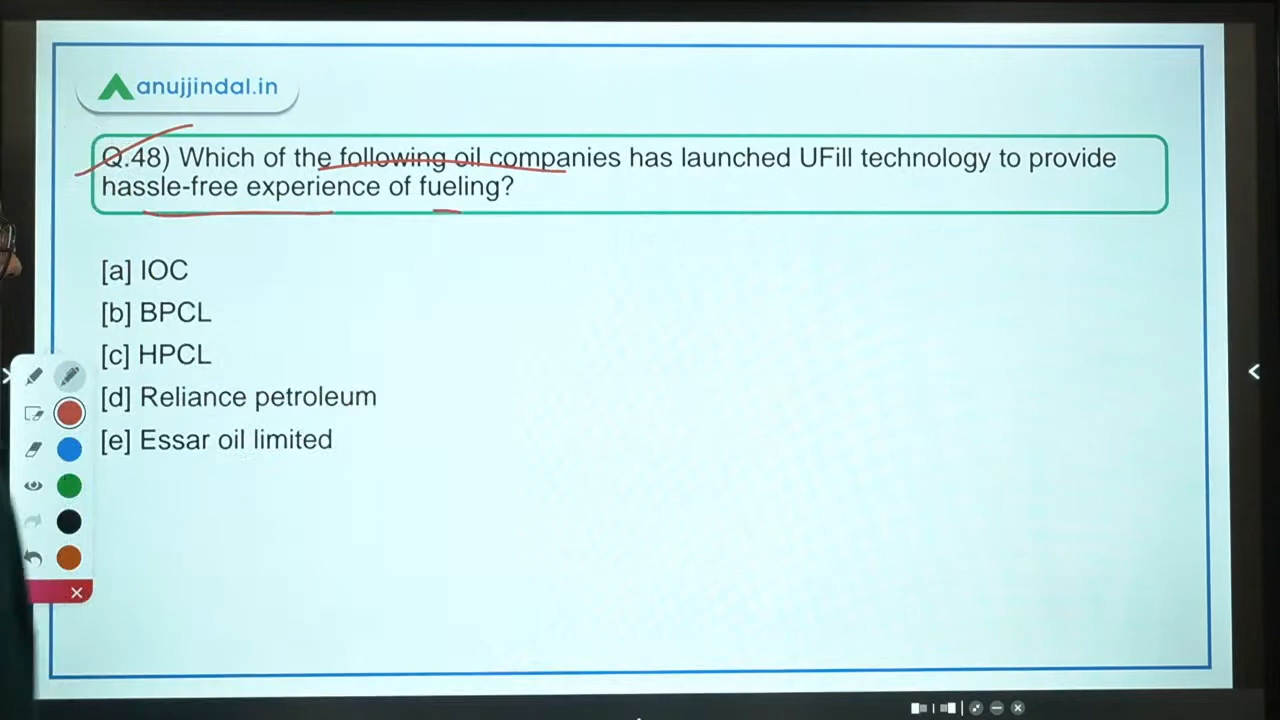 anujjindal.in
Q.48) Which of the following oil companies has launched UFill technology to provide
hassle-free experience of fueling?
[a] IOC
[b] BPCL
[c] HPCL
[d] Reliance petroleum
[e] Essar oil limited